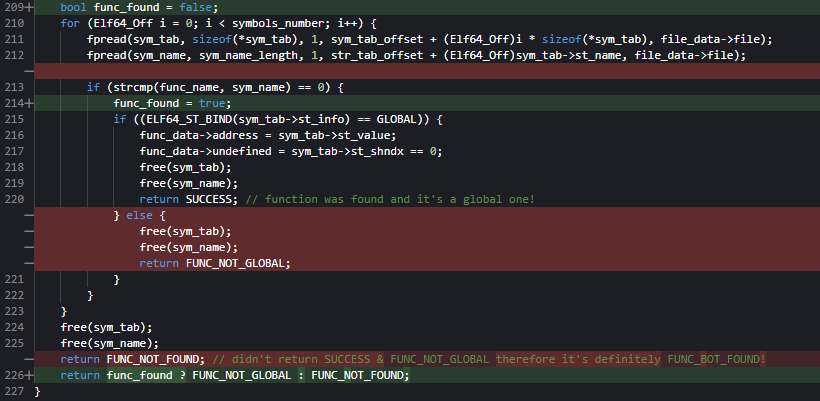 209+ bool func_found = false;
210 for (Elf64_Off i = 0; i < symbols_number; i++) {
211 fpread(sym_tab, sizeof(*sym_tab), 1, sym_tab_offset + (Elf64_Off)i * sizeof(*sym_tab), file_data->file);
212 fpread(sym_name, sym_name_length, 1, str_tab_offset + (Elf64_Off)sym_tab->st_name, file_data->file);
—
213 if (strcmp(func_name, sym_name) == 0) {
214+ func_found = true;
215 if ((ELF64_ST_BIND(sym_tab->st_info) == GLOBAL)) {
216 func_data->address = sym_tab->st_value;
217 func_data->undefined = sym_tab->st_shndx == 0;
218 free(sym_tab);
219 free(sym_name);
220 return SUCCESS; // function was found and it's a global one!
— } else {
— free(sym_tab);
— free(sym_name);
— return FUNC_NOT_GLOBAL;
221 }
222 }
223 }
224 free(sym_tab);
225 free(sym_name);
— return FUNC_NOT_FOUND; // didn't return SUCCESS & FUNC_NOT_GLOBAL therefore it's definitely FUNC_BOT_FOUND!
226+ return func_found ? FUNC_NOT_GLOBAL : FUNC_NOT_FOUND;
227 }